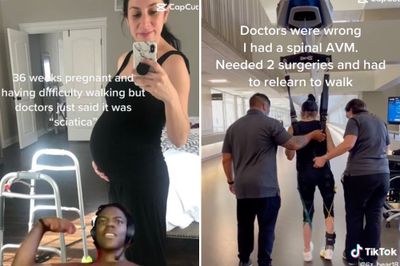 CapCut
36 weeks pregnant and
having difficulty walking but
doctors just said it was
“sciatica”
CapCut
Doctors were wrong
I had a spinal AVM.
Needed 2 surgeries and had
to relearn to walk
TikTok